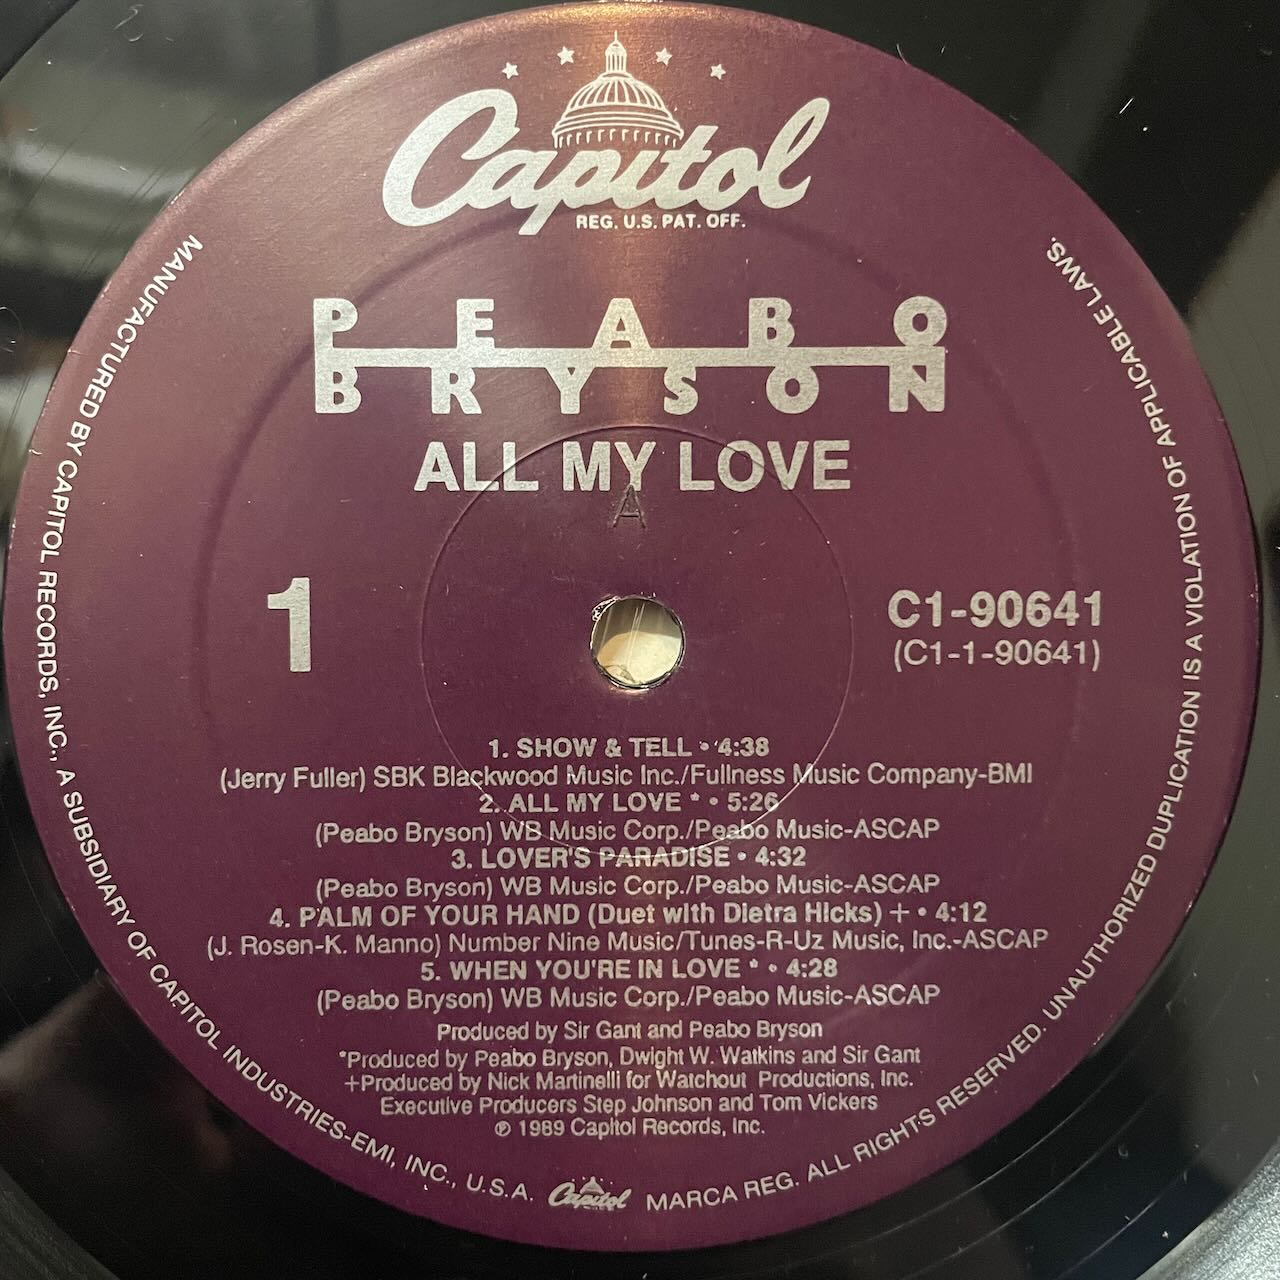 Capitol
REG. U.S. PAT. OFF.
PEABO
BRYSON
ALL MY LOVE
A
1
C1-90641
(C1-1-90641)
1. SHOW & TELL • 4:38
(Jerry Fuller) SBK Blackwood Music Inc./Fullness Music Company-BMI
2. ALL MY LOVE * • 5:26
(Peabo Bryson) WB Music Corp./Peabo Music-ASCAP
3. LOVER'S PARADISE • 4:32
(Peabo Bryson) WB Music Corp./Peabo Music-ASCAP
4. PALM OF YOUR HAND (Duet with Dietra Hicks) + • 4:12
(J. Rosen-K. Manno) Number Nine Music/Tunes-R-Uz Music, Inc.-ASCAP
5. WHEN YOU'RE IN LOVE * • 4:28
(Peabo Bryson) WB Music Corp./Peabo Music-ASCAP
Produced by Sir Gant and Peabo Bryson
*Produced by Peabo Bryson, Dwight W. Watkins and Sir Gant
+Produced by Nick Martinelli for Watchout Productions, Inc.
Executive Producers Step Johnson and Tom Vickers
℗ 1989 Capitol Records, Inc.
MANUFACTURED BY CAPITOL RECORDS, INC., A SUBSIDIARY OF CAPITOL INDUSTRIES-EMI, INC., U.S.A. Capitol MARCA REG. ALL RIGHTS RESERVED. UNAUTHORIZED DUPLICATION IS A VIOLATION OF APPLICABLE LAWS.